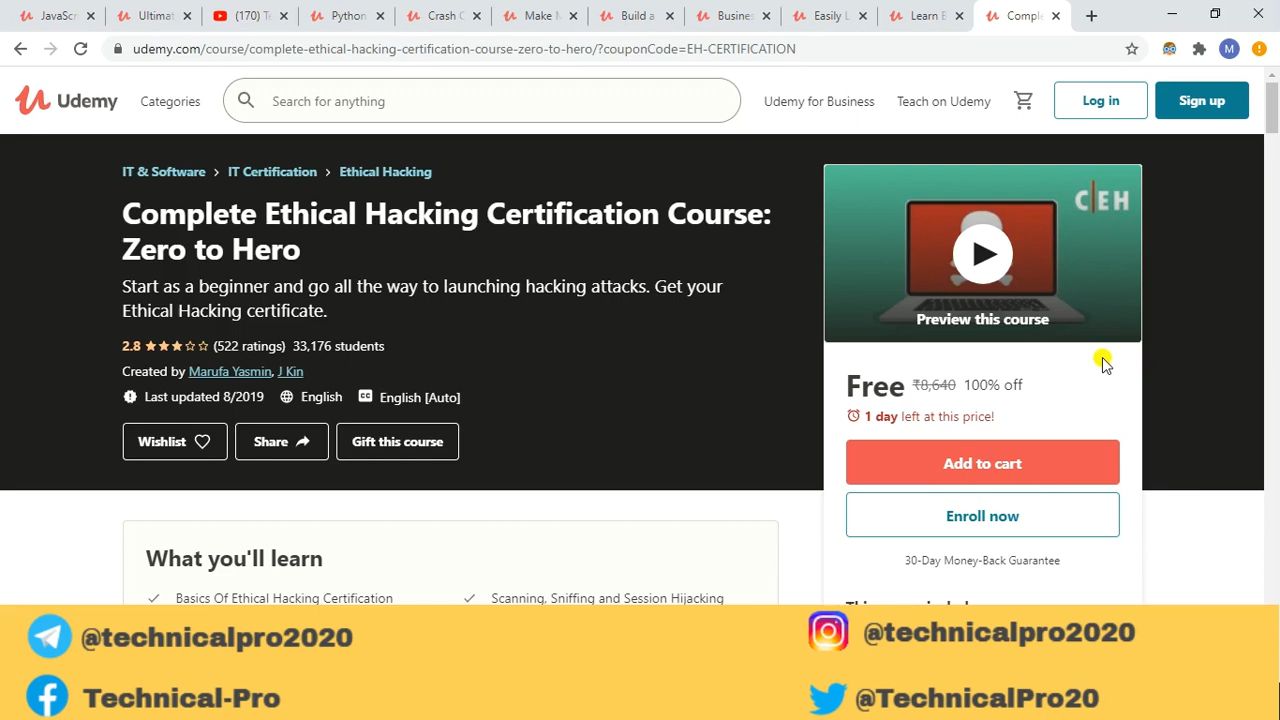 JavaSc
Ultimat
(170) Te
Python
Crash C
Make M
Build a
Busine
Easily L
Learn B
Comple
udemy.com/course/complete-ethical-hacking-certification-course-zero-to-hero/?couponCode=EH-CERTIFICATION
M
Udemy
Categories
Search for anything
Udemy for Business
Teach on Udemy
Log in
Sign up
IT & Software > IT Certification > Ethical Hacking
Complete Ethical Hacking Certification Course:
Zero to Hero
Start as a beginner and go all the way to launching hacking attacks. Get your
Ethical Hacking certificate.
2.8 (522 ratings) 33,176 students
Created by Marufa Yasmin, J Kin
Last updated 8/2019 English CC English [Auto]
Wishlist
Share
Gift this course
C|EH
Preview this course
Free ₹8,640 100% off
1 day left at this price!
Add to cart
Enroll now
30-Day Money-Back Guarantee
What you'll learn
Basics Of Ethical Hacking Certification
Scanning, Sniffing and Session Hijacking
@technicalpro2020
@technicalpro2020
Technical-Pro
@TechnicalPro20